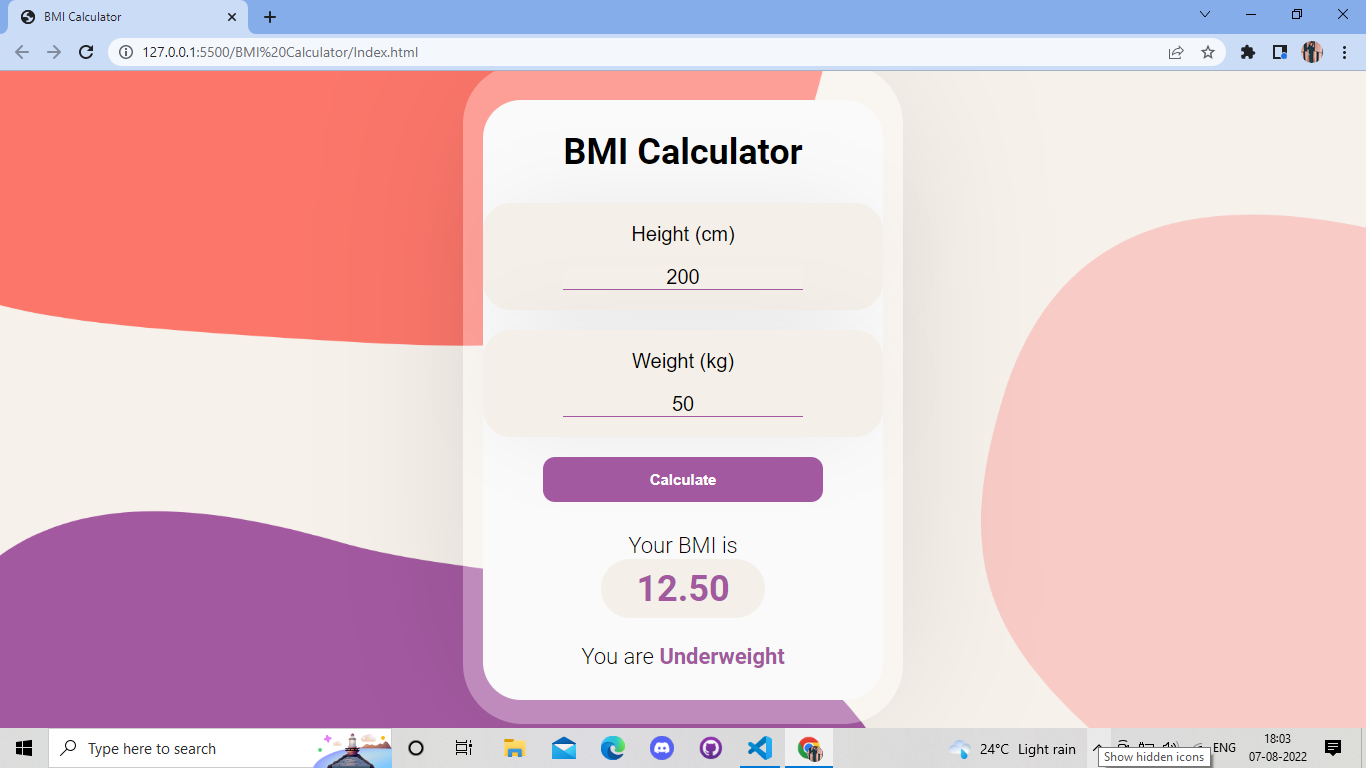 BMI Calculator
127.0.0.1:5500/BMI%20Calculator/Index.html
BMI Calculator
Height (cm)
200
Weight (kg)
50
Calculate
Your BMI is
12.50
You are Underweight
Type here to search
24°C Light rain
ENG
18:03
07-08-2022
Show hidden icons